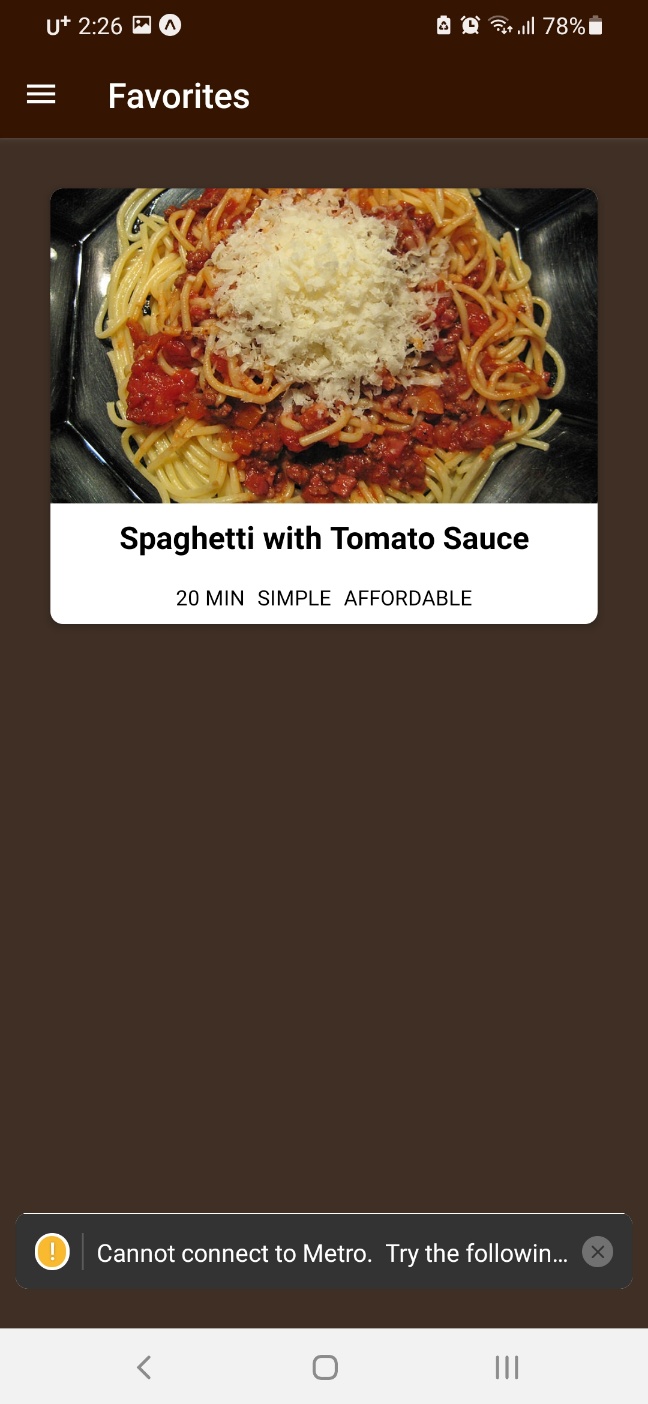 U+ 2:26 78%
Favorites
Spaghetti with Tomato Sauce
20 MIN SIMPLE AFFORDABLE
Cannot connect to Metro. Try the followin...